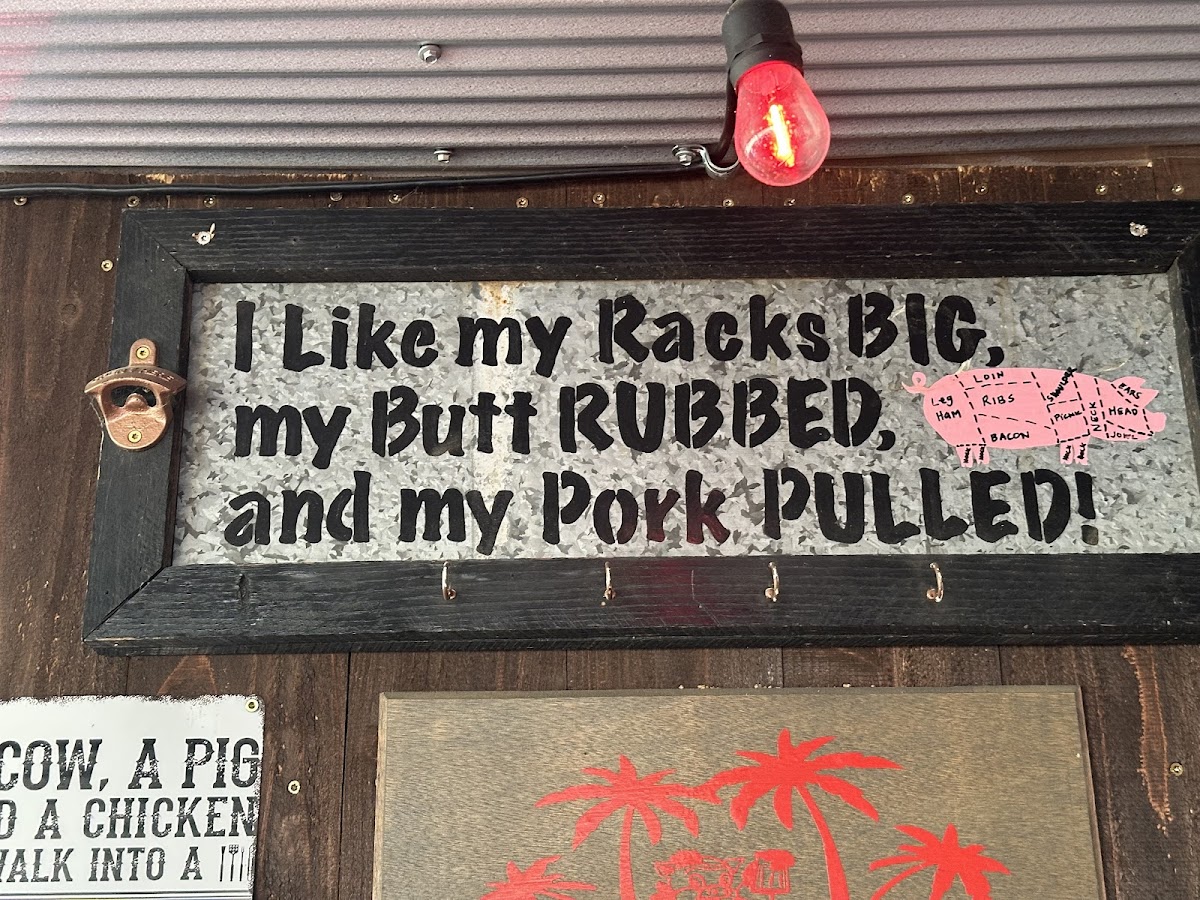 I Like my Racks BIG,
my Butt RUBBED,
and my Pork PULLED!
LOIN
SHOULDER
EARS
Leg
HAM
RIBS
PICNIC
NECK
HEAD
BACON
JOWL
COW, A PIG
D A CHICKEN
WALK INTO A